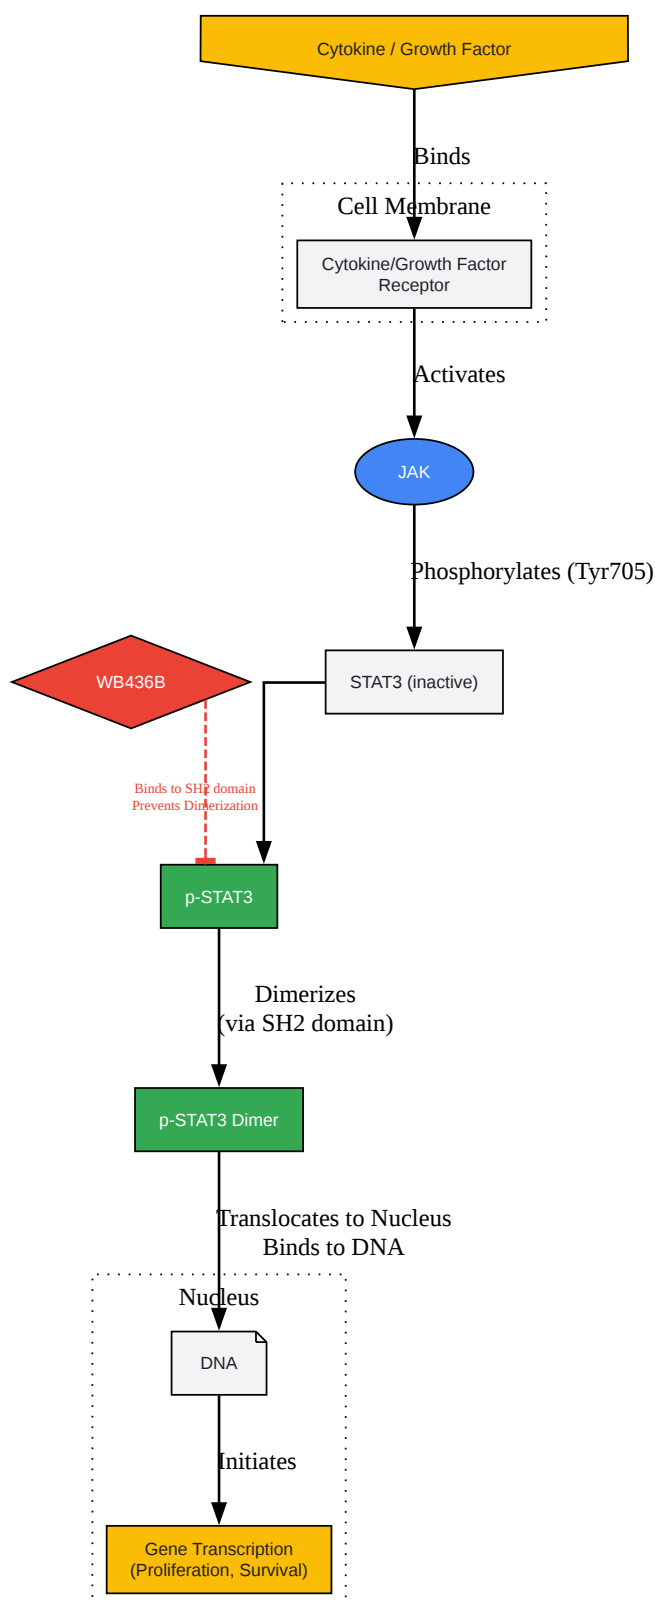 Cytokine / Growth Factor
Binds
Cell Membrane
Cytokine/Growth Factor
Receptor
Activates
JAK
Phosphorylates (Tyr705)
WB436B
STAT3 (inactive)
Binds to SH2 domain
Prevents Dimerization
p-STAT3
Dimerizes
(via SH2 domain)
p-STAT3 Dimer
Translocates to Nucleus
Binds to DNA
Nucleus
DNA
Initiates
Gene Transcription
(Proliferation, Survival)